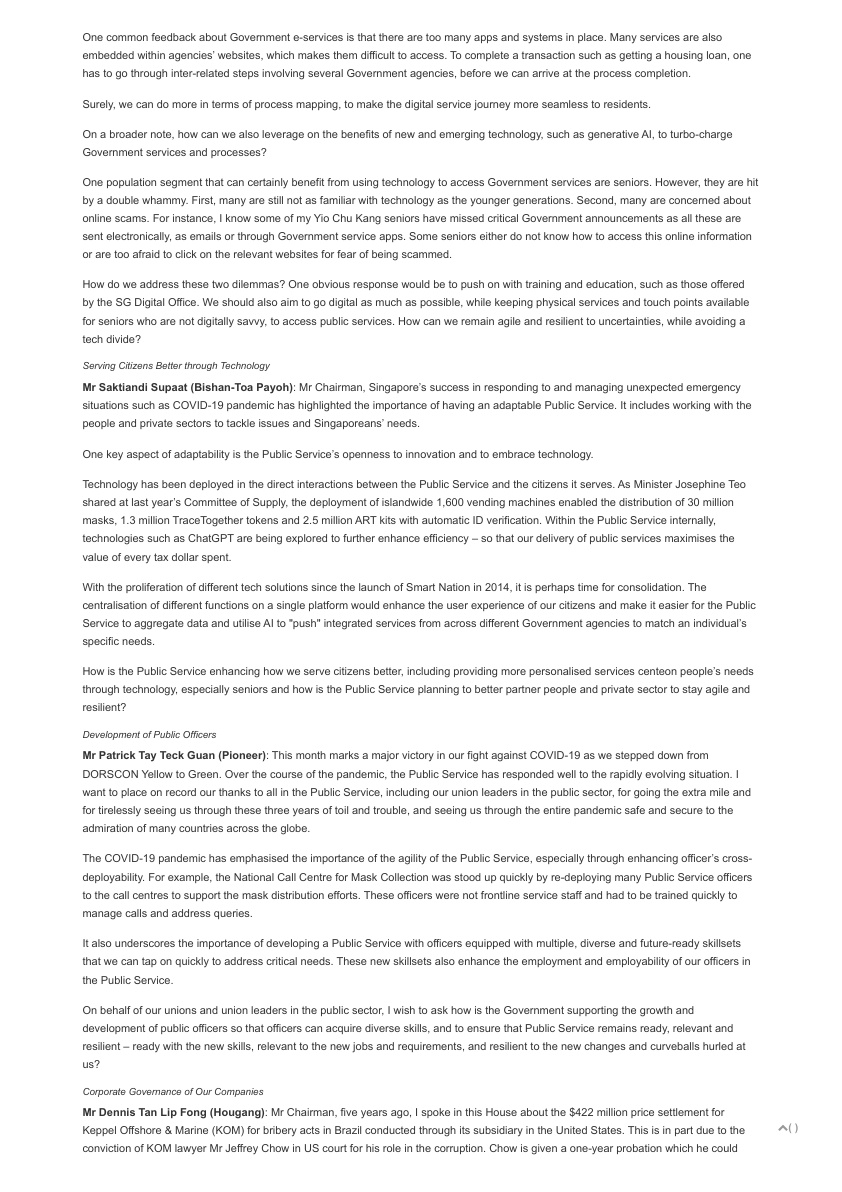 One common feedback about Government e-services is that there are too many apps and systems in place. Many services are also
embedded within agencies' websites, which makes them difficult to access. To complete a transaction such as getting a housing loan, one
has to go through inter-related steps involving several Government agencies, before we can arrive at the process completion.
Surely, we can do more in terms of process mapping, to make the digital service journey more seamless to residents.
On a broader note, how can we also leverage on the benefits of new and emerging technology, such as generative AI, to turbo-charge
Government services and processes?
One population segment that can certainly benefit from using technology to access Government services are seniors. However, they are hit
by a double whammy. First, many are still not as familiar with technology as the younger generations. Second, many are concerned about
online scams. For instance, I know some of my Yio Chu Kang seniors have missed critical Government announcements as all these are
sent electronically, as emails or through Government service apps. Some seniors either do not know how to access this online information
or are too afraid to click on the relevant websites for fear of being scammed.
How do we address these two dilemmas? One obvious response would be to push on with training and education, such as those offered
by the SG Digital Office. We should also aim to go digital as much as possible, while keeping physical services and touch points available
for seniors who are not digitally savvy, to access public services. How can we remain agile and resilient to uncertainties, while avoiding a
tech divide?
Serving Citizens Better through Technology
Mr Saktiandi Supaat (Bishan-Toa Payoh): Mr Chairman, Singapore's success in responding to and managing unexpected emergency
situations such as COVID-19 pandemic has highlighted the importance of having an adaptable Public Service. It includes working with the
people and private sectors to tackle issues and Singaporeans' needs.
One key aspect of adaptability is the Public Service's openness to innovation and to embrace technology.
Technology has been deployed in the direct interactions between the Public Service and the citizens it serves. As Minister Josephine Teo
shared at last year's Committee of Supply, the deployment of islandwide 1,600 vending machines enabled the distribution of 30 million
masks, 1.3 million TraceTogether tokens and 2.5 million ART kits with automatic ID verification. Within the Public Service internally,
technologies such as ChatGPT are being explored to further enhance efficiency – so that our delivery of public services maximises the
value of every tax dollar spent.
With the proliferation of different tech solutions since the launch of Smart Nation in 2014, it is perhaps time for consolidation. The
centralisation of different functions on a single platform would enhance the user experience of our citizens and make it easier for the Public
Service to aggregate data and utilise AI to "push" integrated services from across different Government agencies to match an individual's
specific needs.
How is the Public Service enhancing how we serve citizens better, including providing more personalised services centeon people's needs
through technology, especially seniors and how is the Public Service planning to better partner people and private sector to stay agile and
resilient?
Development of Public Officers
Mr Patrick Tay Teck Guan (Pioneer): This month marks a major victory in our fight against COVID-19 as we stepped down from
DORSCON Yellow to Green. Over the course of the pandemic, the Public Service has responded well to the rapidly evolving situation. I
want to place on record our thanks to all in the Public Service, including our union leaders in the public sector, for going the extra mile and
for tirelessly seeing us through these three years of toil and trouble, and seeing us through the entire pandemic safe and secure to the
admiration of many countries across the globe.
The COVID-19 pandemic has emphasised the importance of the agility of the Public Service, especially through enhancing officer's cross-
deployability. For example, the National Call Centre for Mask Collection was stood up quickly by re-deploying many Public Service officers
to the call centres to support the mask distribution efforts. These officers were not frontline service staff and had to be trained quickly to
manage calls and address queries.
It also underscores the importance of developing a Public Service with officers equipped with multiple, diverse and future-ready skillsets
that we can tap on quickly to address critical needs. These new skillsets also enhance the employment and employability of our officers in
the Public Service.
On behalf of our unions and union leaders in the public sector, I wish to ask how is the Government supporting the growth and
development of public officers so that officers can acquire diverse skills, and to ensure that Public Service remains ready, relevant and
resilient – ready with the new skills, relevant to the new jobs and requirements, and resilient to the new changes and curveballs hurled at
us?
Corporate Governance of Our Companies
Mr Dennis Tan Lip Fong (Hougang): Mr Chairman, five years ago, I spoke in this House about the $422 million price settlement for
Keppel Offshore & Marine (KOM) for bribery acts in Brazil conducted through its subsidiary in the United States. This is in part due to the
conviction of KOM lawyer Mr Jeffrey Chow in US court for his role in the corruption. Chow is given a one-year probation which he could
( )